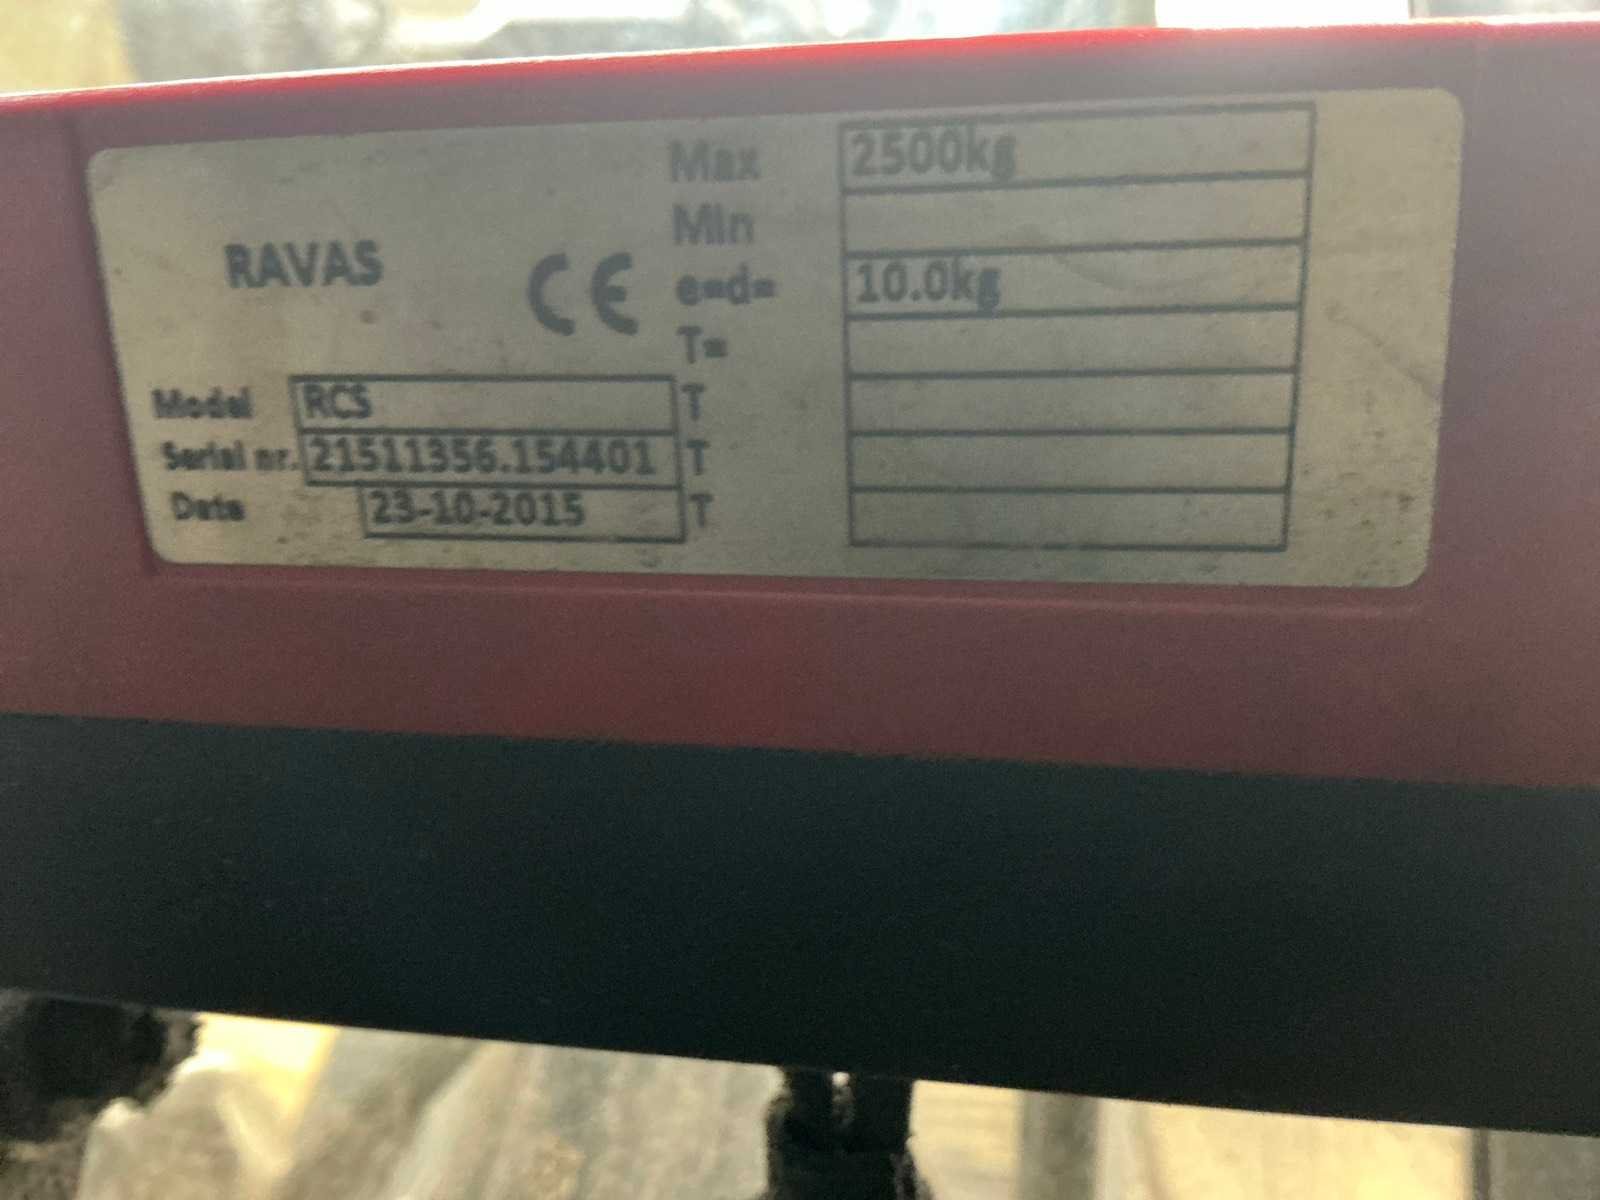 RAVAS
CE
Model RCS
Serial nr. 21511356.154401
Date 23-10-2015
Max 2500kg
Min
e=d= 10.0kg
T=
T
T
T